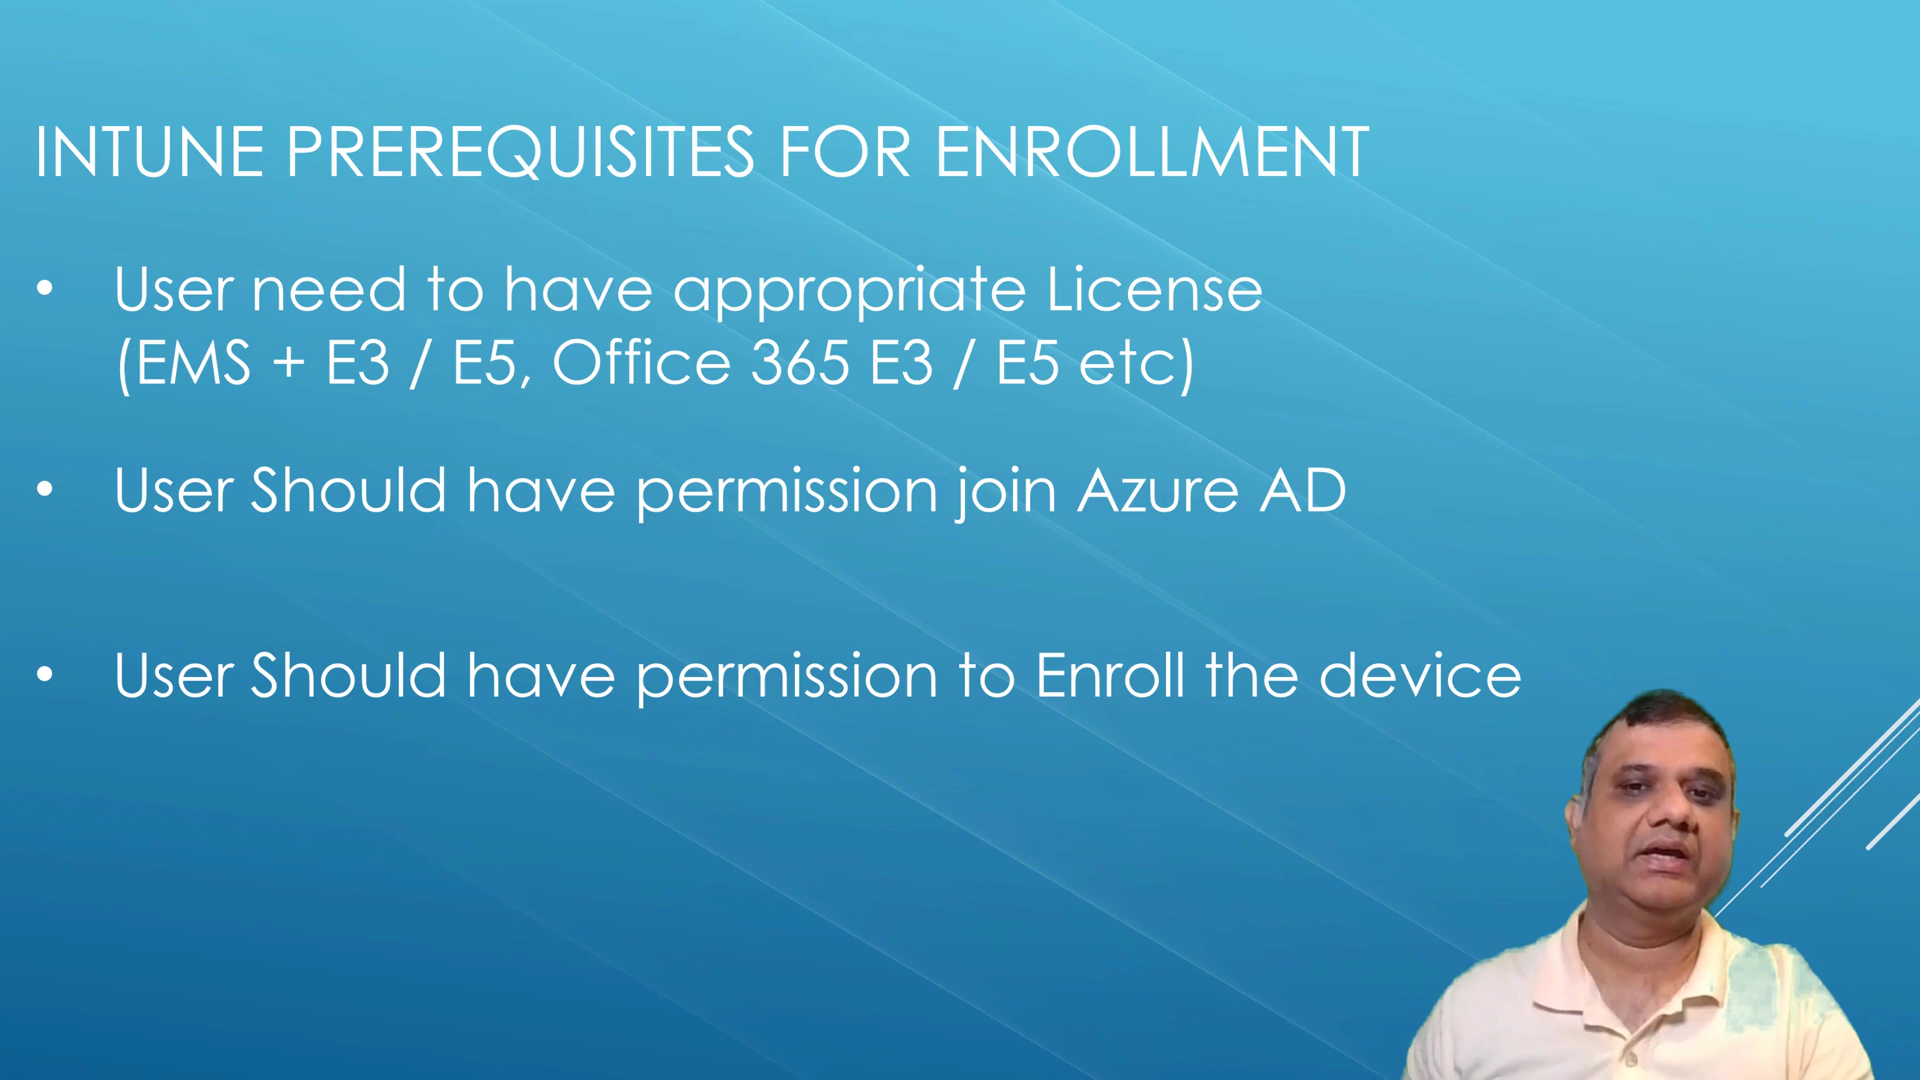 INTUNE PREREQUISITES FOR ENROLLMENT
• User need to have appropriate License
(EMS + E3 / E5, Office 365 E3 / E5 etc)
• User Should have permission join Azure AD
• User Should have permission to Enroll the device